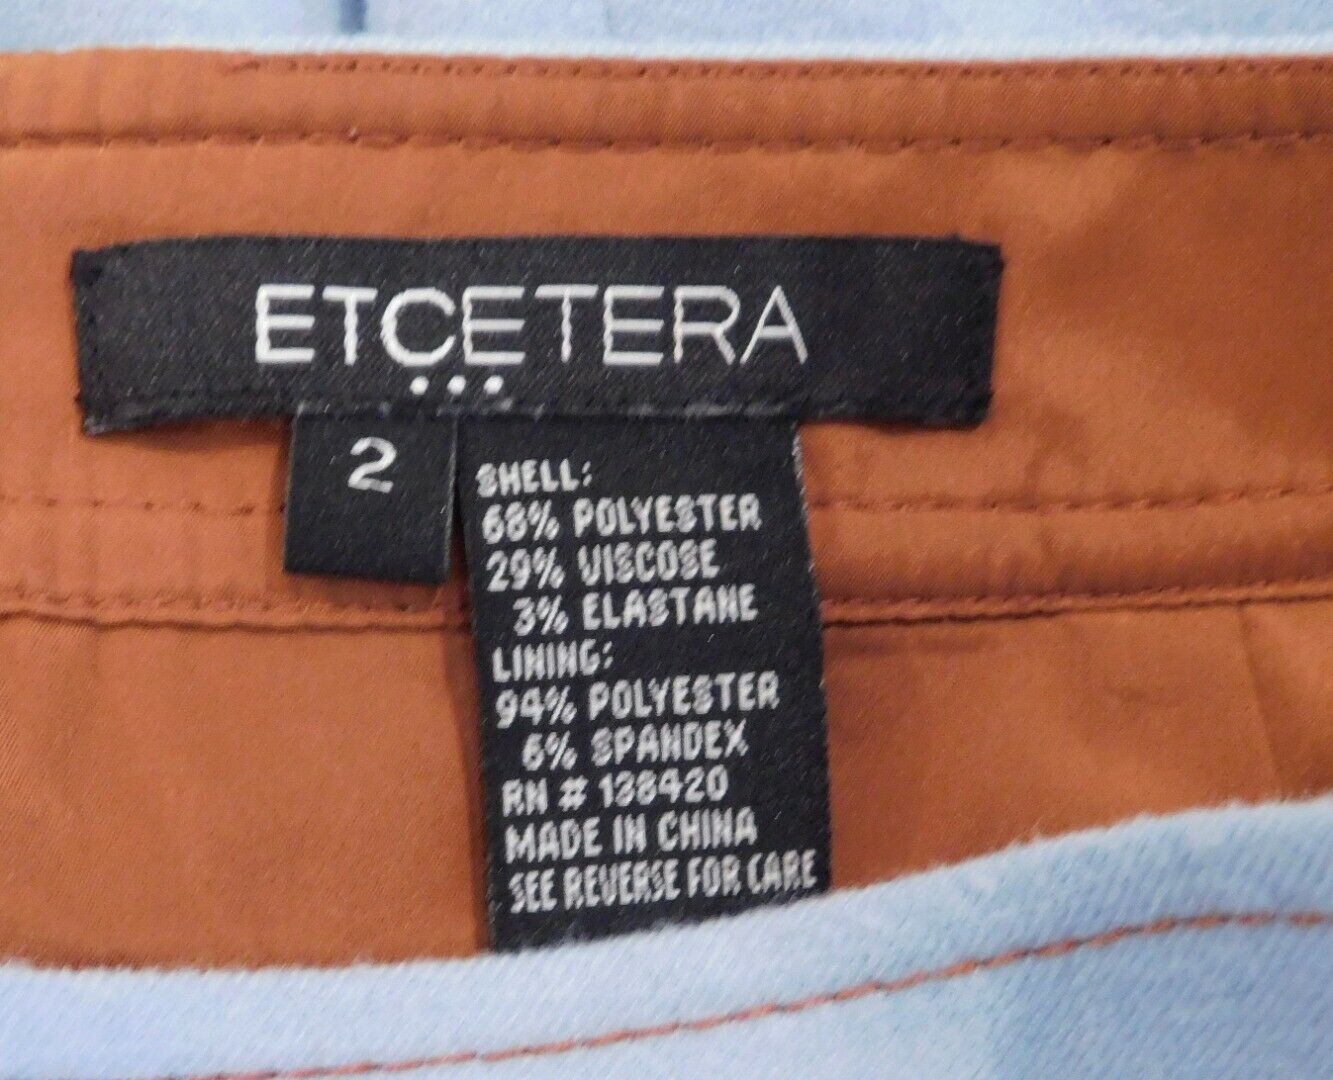 ETCETERA
2
SHELL:
68% POLYESTER
29% VISCOSE
3% ELASTANE
LINING:
94% POLYESTER
6% SPANDEX
RN # 138420
MADE IN CHINA
SEE REVERSE FOR CARE